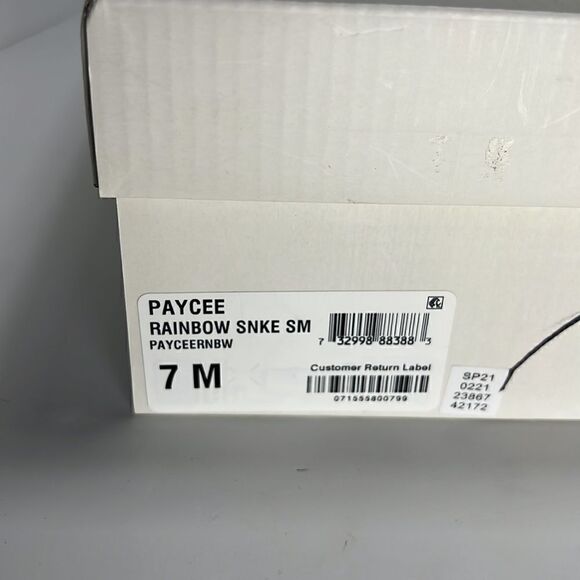 PAYCEE
RAINBOW SNKE SM
PAYCEERNBW
7 M
7 32998 88388 3
Customer Return Label
071555800799
SP21
0221
23867
42172